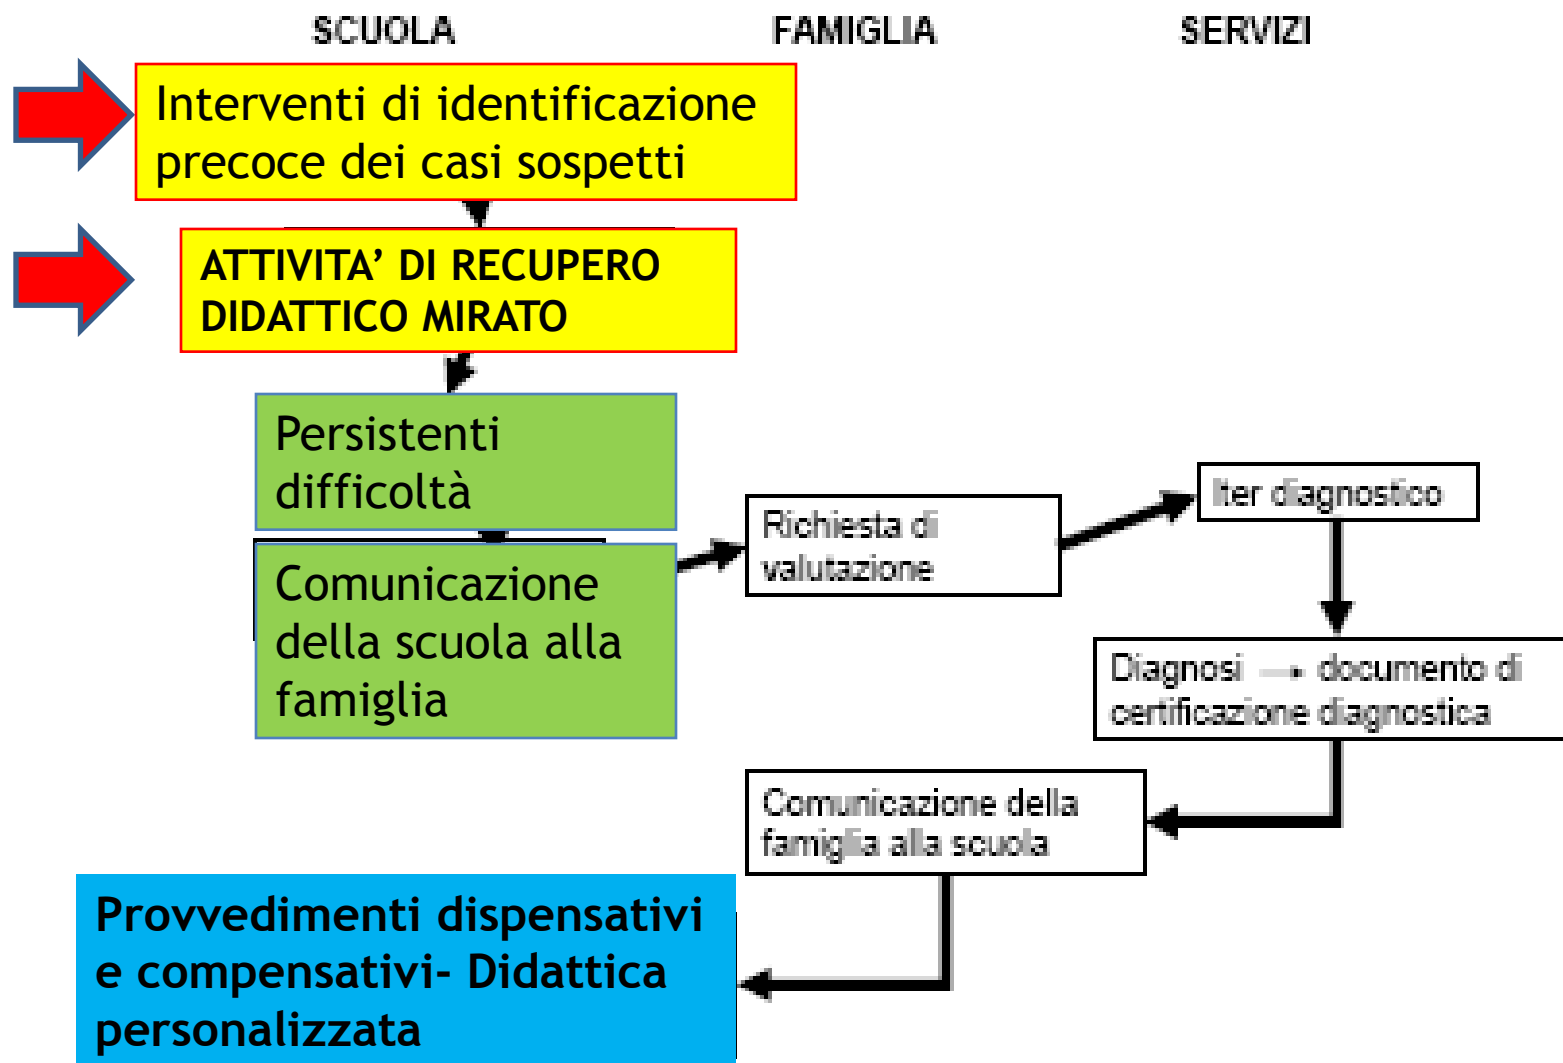 SCUOLA
FAMIGLIA
SERVIZI
Interventi di identificazione
precoce dei casi sospetti
ATTIVITA’ DI RECUPERO
DIDATTICO MIRATO
Persistenti
difficoltà
Comunicazione
della scuola alla
famiglia
Richiesta di
valutazione
Iter diagnostico
Diagnosi → documento di
certificazione diagnostica
Comunicazione della
famiglia alla scuola
Provvedimenti dispensativi
e compensativi- Didattica
personalizzata